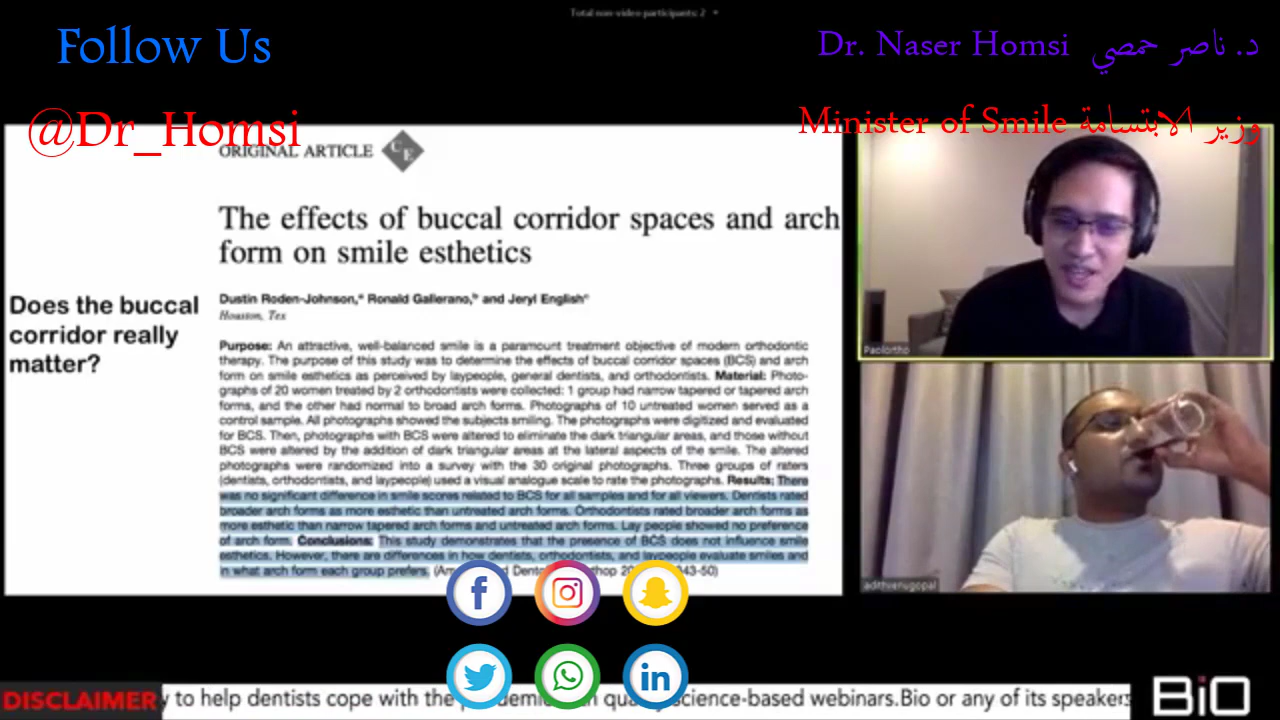 Total non-video participants: 2
Follow Us
Dr. Naser Homsi د. ناصر حمصي
@Dr_Homsi
Minister of Smile وزير الابتسامة
ORIGINAL ARTICLE
CE
The effects of buccal corridor spaces and arch
form on smile esthetics
Does the buccal
corridor really
matter?
Dustin Roden-Johnson,a Ronald Gallerano,b and Jeryl Englishc
Houston, Tex
Purpose: An attractive, well-balanced smile is a paramount treatment objective of modern orthodontic
therapy. The purpose of this study was to determine the effects of buccal corridor spaces (BCS) and arch
form on smile esthetics as perceived by laypeople, general dentists, and orthodontists. Material: Photo-
graphs of 20 women treated by 2 orthodontists were collected: 1 group had narrow tapered or tapered arch
forms, and the other had normal to broad arch forms. Photographs of 10 untreated women served as a
control sample. All photographs showed the subjects smiling. The photographs were digitized and evaluated
for BCS. Then, photographs with BCS were altered to eliminate the dark triangular areas, and those without
BCS were altered by the addition of dark triangular areas at the lateral aspects of the smile. The altered
photographs were randomized into a survey with the 30 original photographs. Three groups of raters
(dentists, orthodontists, and laypeople) used a visual analogue scale to rate the photographs. Results: There
was no significant difference in smile scores related to BCS for all samples and for all viewers. Dentists rated
broader arch forms as more esthetic than untreated arch forms. Orthodontists rated broader arch forms as
more esthetic than narrow tapered arch forms and untreated arch forms. Lay people showed no preference
of arch form. Conclusions: This study demonstrates that the presence of BCS does not influence smile
esthetics. However, there are differences in how dentists, orthodontists, and laypeople evaluate smiles and
in what arch form each group prefers. (Am Dento hop 20 43-50)
Paolortho
adithvenugopal
DISCLAIMER y to help dentists cope with the science-based webinars.Bio or any of its speakers
BiO